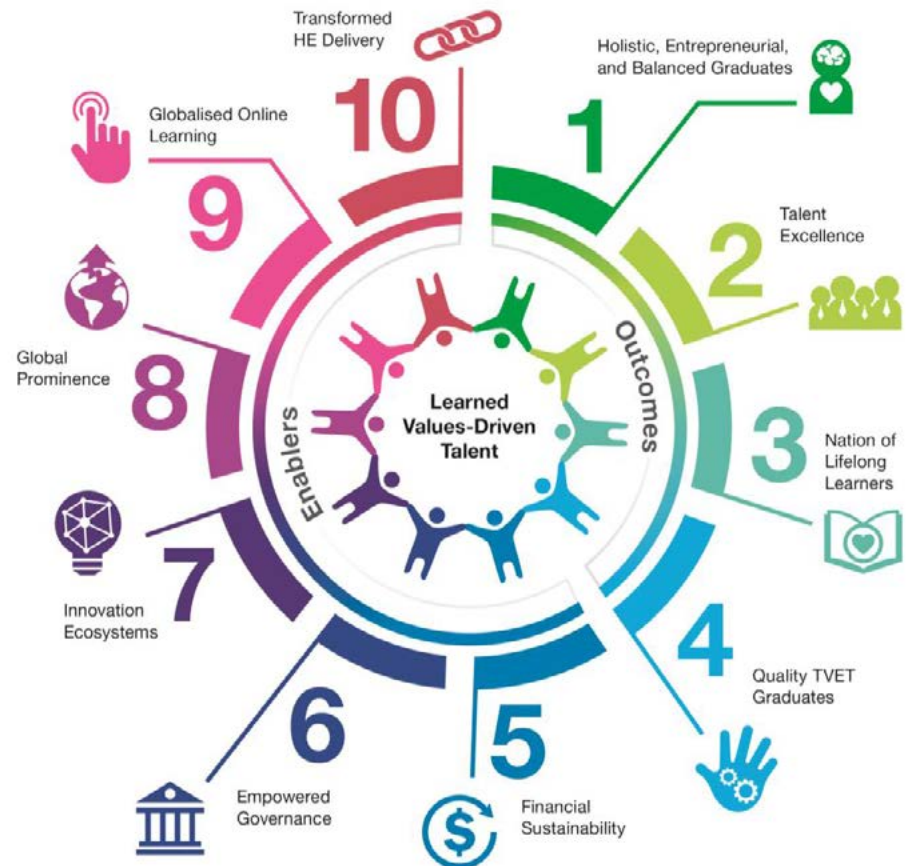 Transformed
HE Delivery
10
Holistic, Entrepreneurial,
and Balanced Graduates
1
Globalised Online
Learning
9
Talent
Excellence
2
Global
Prominence
8
Enablers
Learned
Values-Driven
Talent
Outcomes
3
Nation of
Lifelong
Learners
7
Innovation
Ecosystems
4
Quality TVET
Graduates
6
Empowered
Governance
5
$
Financial
Sustainability